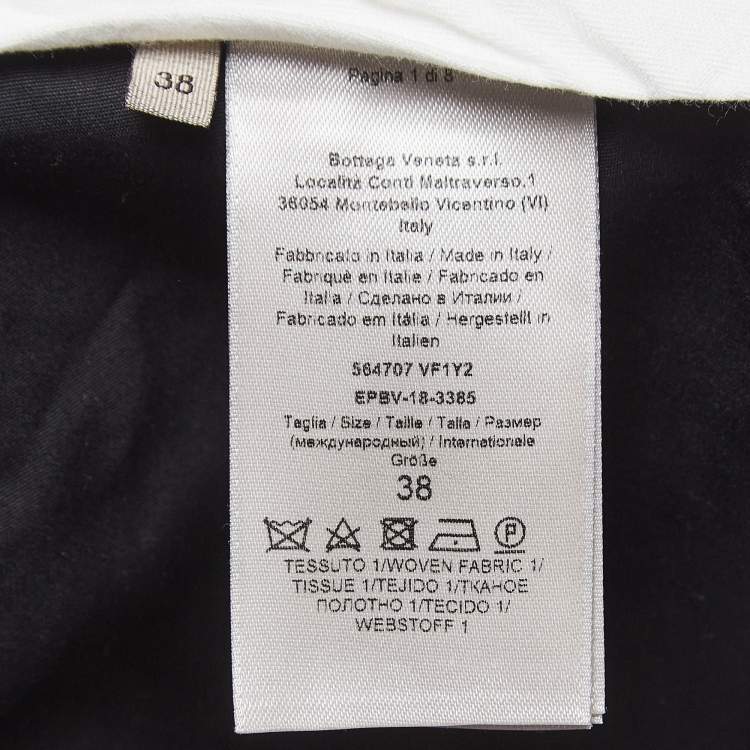 38
Pagina 1 di 8
Bottega Veneta s.r.l.
Località Conti Maltraverso,1
36054 Montebello Vicentino (VI)
Italy
Fabbricato in Italia / Made in Italy /
Fabriqué en Italie / Fabricado en
Italia / Сделано в Италии /
Fabricado em Itália / Hergestellt in
Italien
564707 VF1Y2
EPBV-18-3385
Taglia / Size / Taille / Talla / Размер
(международный) / Internationale
Größe
38
P
TESSUTO 1/WOVEN FABRIC 1/
TISSUE 1/TEJIDO 1/ТКАНОЕ
ПОЛОТНО 1/TECIDO 1/
WEBSTOFF 1